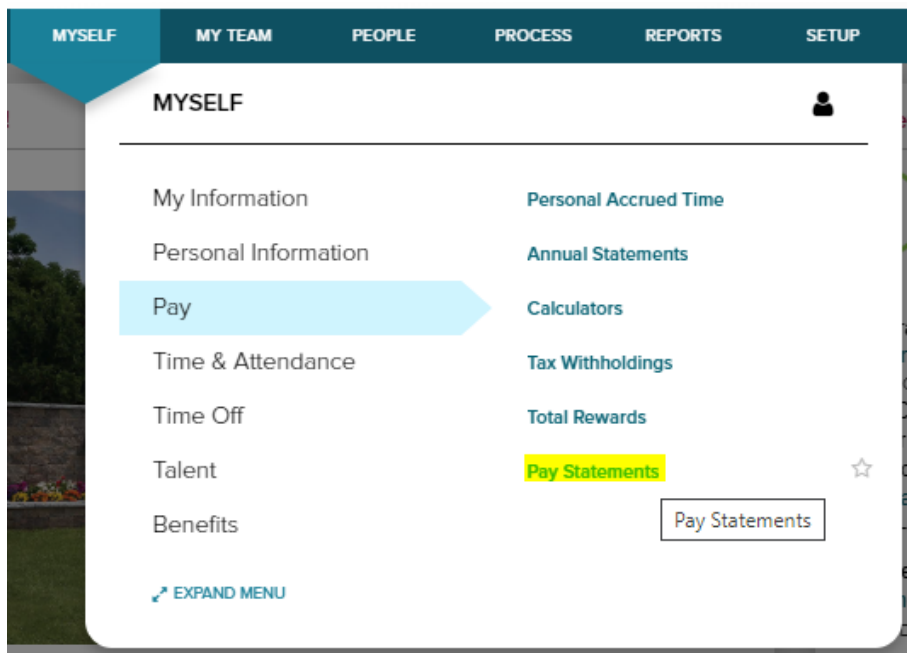 MYSELF MY TEAM PEOPLE PROCESS REPORTS SETUP
MYSELF
My Information
Personal Information
Pay
Time & Attendance
Time Off
Talent
Benefits
EXPAND MENU
Personal Accrued Time
Annual Statements
Calculators
Tax Withholdings
Total Rewards
Pay Statements
Pay Statements